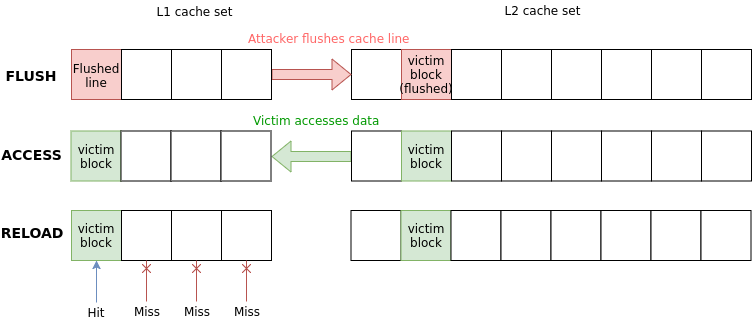 L1 cache set
L2 cache set
Attacker flushes cache line
FLUSH
Flushed
line
victim
block
(flushed)
Victim accesses data
ACCESS
victim
block
victim
block
RELOAD
victim
block
victim
block
Hit
Miss
Miss
Miss